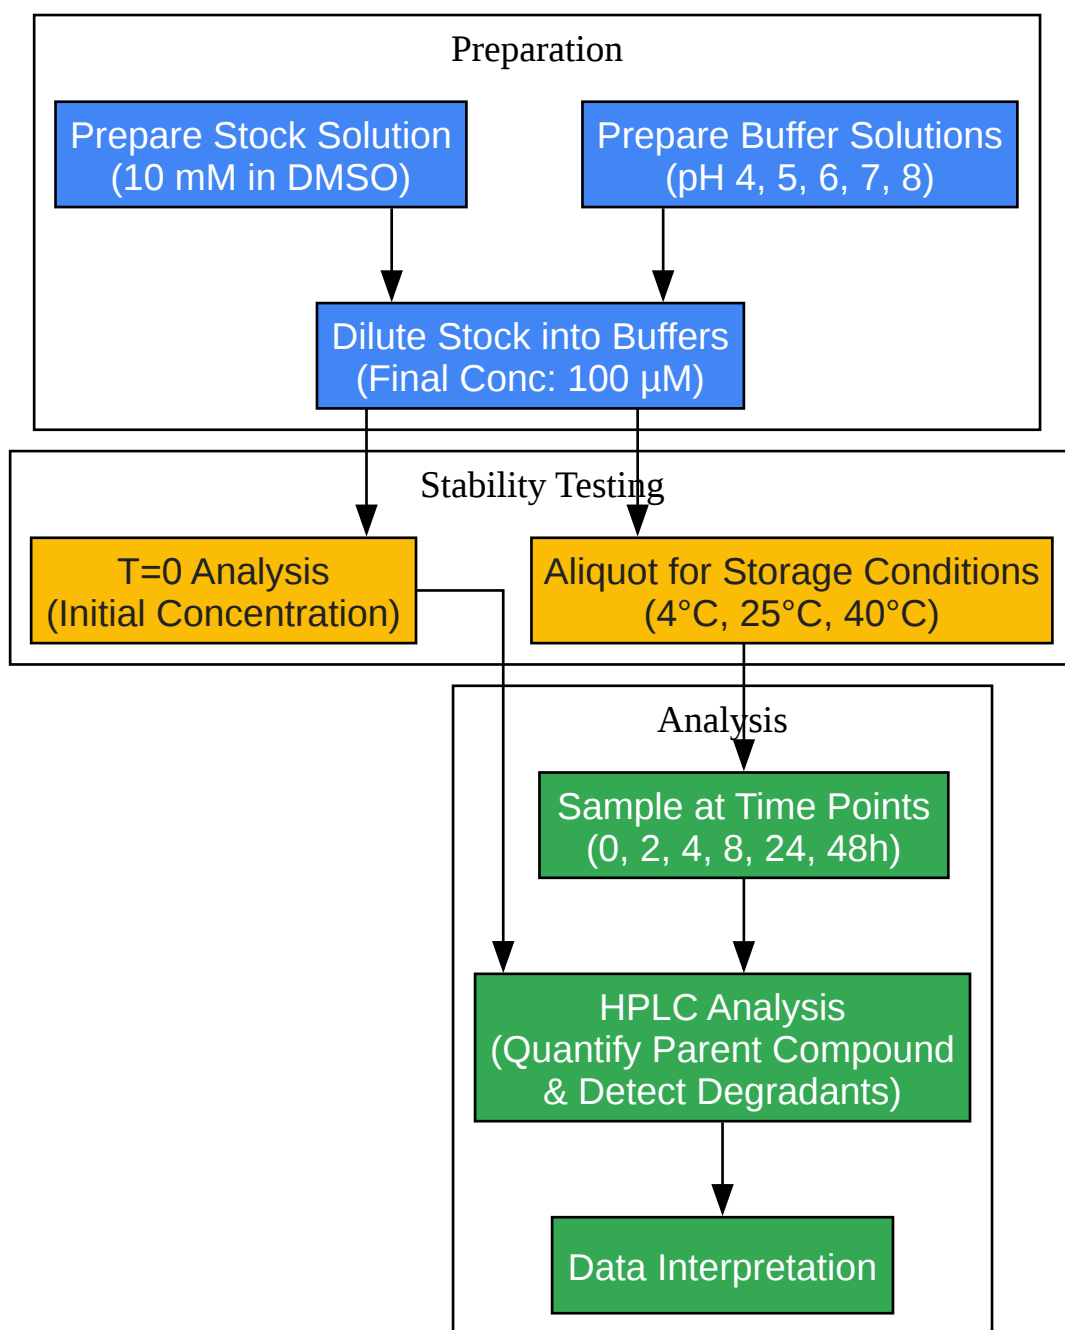 Preparation
Prepare Stock Solution
(10 mM in DMSO)
Prepare Buffer Solutions
(pH 4, 5, 6, 7, 8)
Dilute Stock into Buffers
(Final Conc: 100 µM)
Stability Testing
T=0 Analysis
(Initial Concentration)
Aliquot for Storage Conditions
(4°C, 25°C, 40°C)
Analysis
Sample at Time Points
(0, 2, 4, 8, 24, 48h)
HPLC Analysis
(Quantify Parent Compound
& Detect Degradants)
Data Interpretation